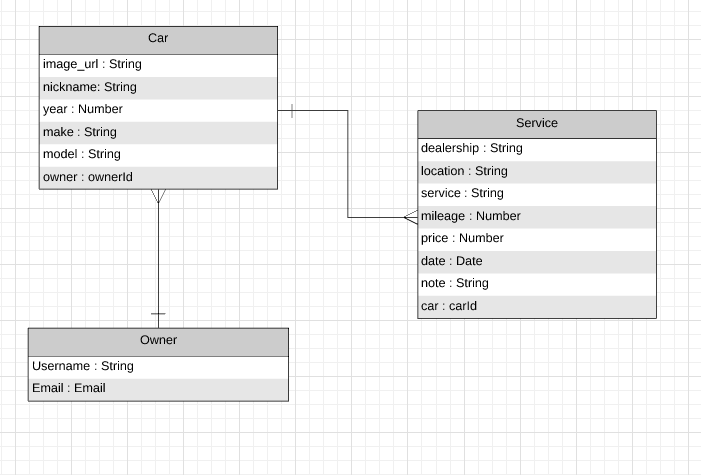 Car
image_url : String
nickname: String
year : Number
make : String
model : String
owner : ownerId
Service
dealership : String
location : String
service : String
mileage : Number
price : Number
date : Date
note : String
car : carId
Owner
Username : String
Email : Email